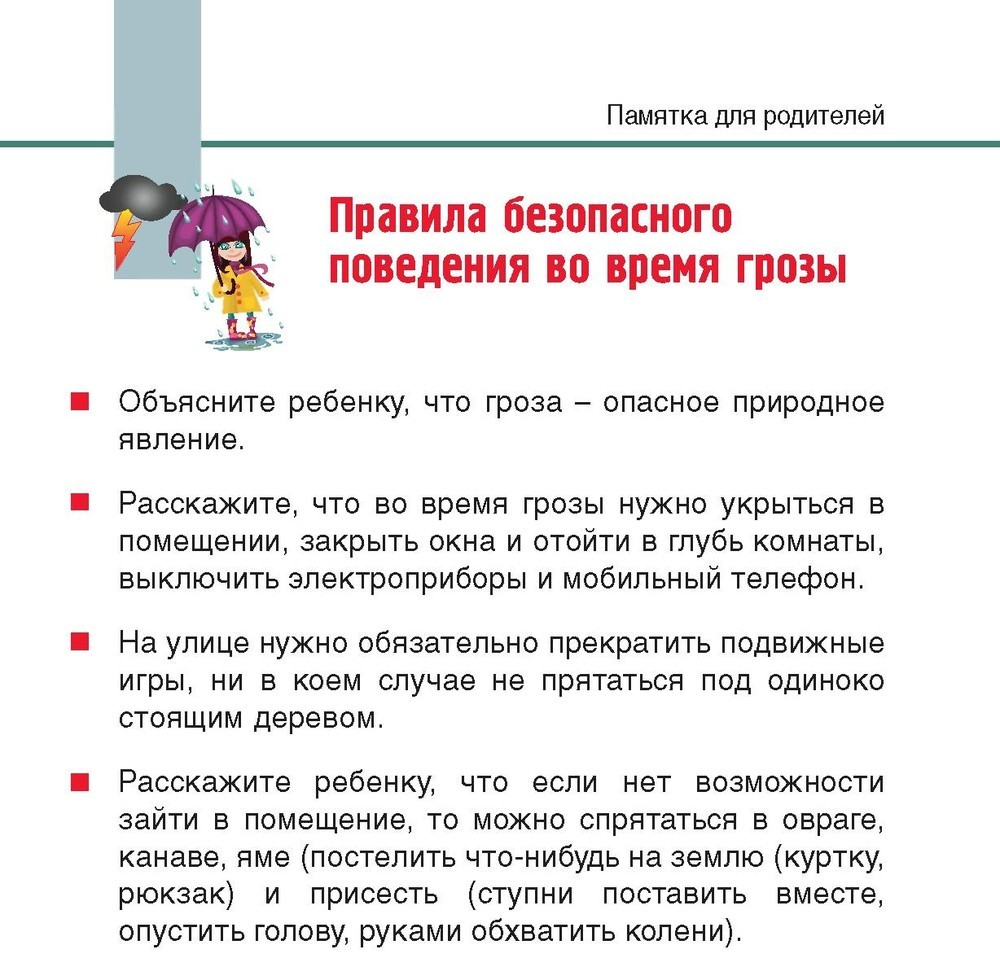 Памятка для родителей
Правила безопасного
поведения во время грозы
Объясните ребенку, что гроза – опасное природное
явление.
Расскажите, что во время грозы нужно укрыться в
помещении, закрыть окна и отойти в глубь комнаты,
выключить электроприборы и мобильный телефон.
На улице нужно обязательно прекратить подвижные
игры, ни в коем случае не прятаться под одиноко
стоящим деревом.
Расскажите ребенку, что если нет возможности
зайти в помещение, то можно спрятаться в овраге,
канаве, яме (постелить что-нибудь на землю (куртку,
рюкзак) и присесть (ступни поставить вместе,
опустить голову, руками обхватить колени).